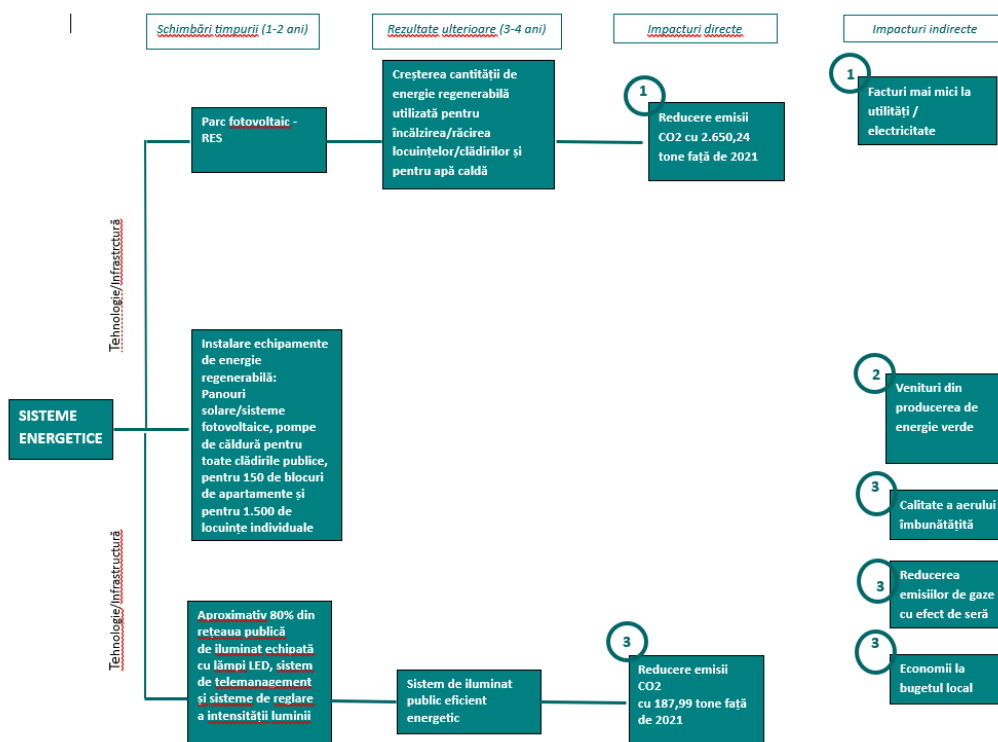 Schimbări timpurii (1-2 ani)
Rezultate ulterioare (3-4 ani)
Impacturi directe
Impacturi indirecte
Parc fotovoltaic -
RES
Creșterea cantității de
energie regenerabilă
utilizată pentru
încălzirea/răcirea
locuințelor/clădirilor și
pentru apă caldă
1
Reducere emisii
CO2 cu 2.650,24
tone față de 2021
1
Facturi mai mici la
utilități /
electricitate
Tehnologie/Infrastrctură
SISTEME
ENERGETICE
Instalare echipamente
de energie
regenerabilă:
Panouri
solare/sisteme
fotovoltaice, pompe
de căldură pentru
toate clădirile publice,
pentru 150 de blocuri
de apartamente și
pentru 1.500 de
locuințe individuale
2
Venituri din
producerea de
energie verde
3
Calitate a aerului
îmbunătățită
3
Reducerea
emisiilor de gaze
cu efect de seră
Tehnologie/Infrastructură
Aproximativ 80% din
rețeaua publică
de iluminat echipată
cu lămpi LED, sistem
de telemanagement
și sisteme de reglare
a intensității luminii
Sistem de iluminat
public eficient
energetic
3
Reducere emisii
CO2
cu 187,99 tone față
de 2021
3
Economii la
bugetul local